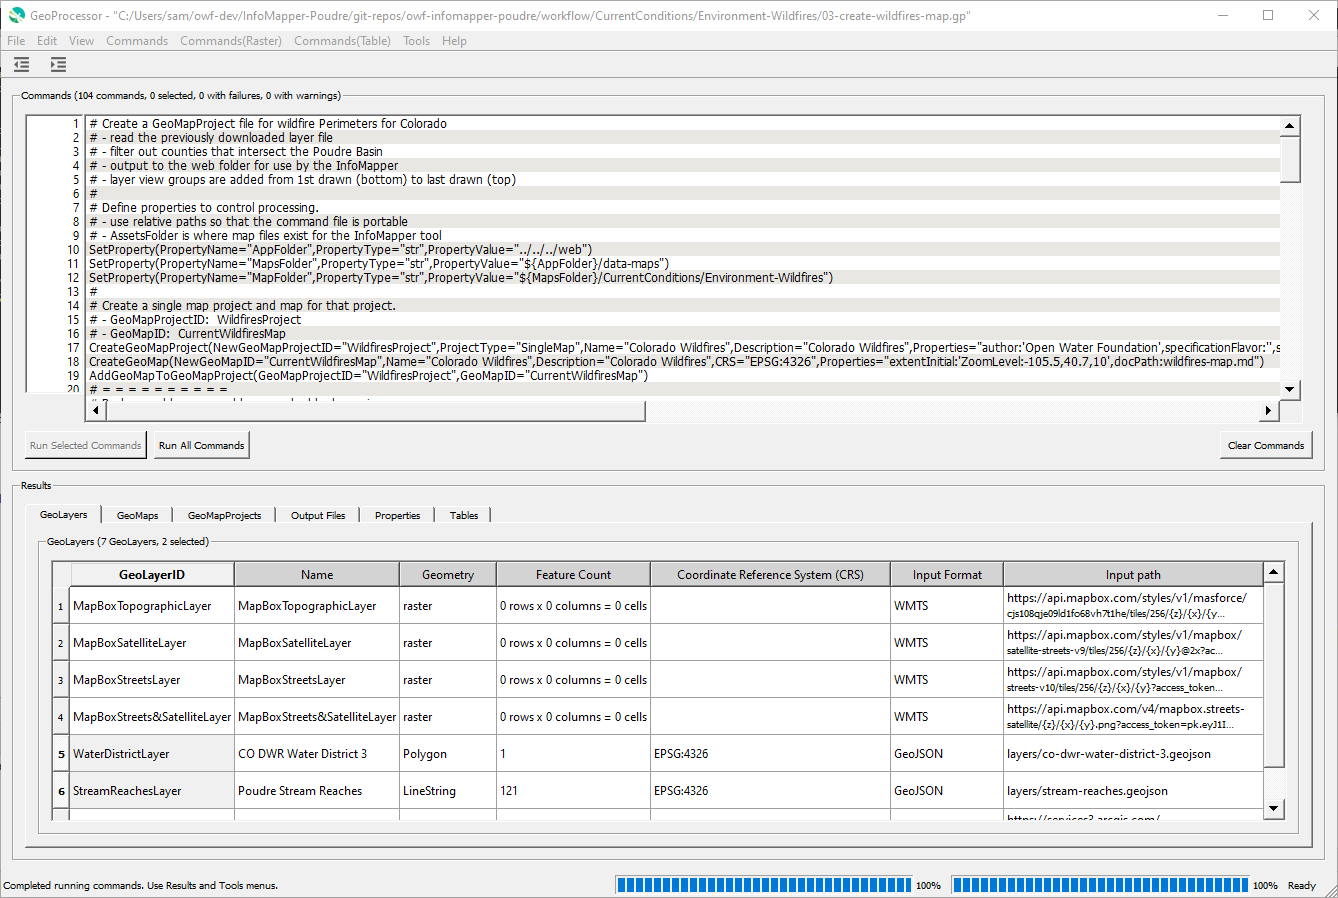 GeoProcessor - "C:/Users/sam/owf-dev/InfoMapper-Poudre/git-repos/owf-infomapper-poudre/workflow/CurrentConditions/Environment-Wildfires/03-create-wildfires-map.gp"
File Edit View Commands Commands(Raster) Commands(Table) Tools Help
Commands (104 commands, 0 selected, 0 with failures, 0 with warnings)
1 # Create a GeoMapProject file for wildfire Perimeters for Colorado
2 # - read the previously downloaded layer file
3 # - filter out counties that intersect the Poudre Basin
4 # - output to the web folder for use by the InfoMapper
5 # - layer view groups are added from 1st drawn (bottom) to last drawn (top)
6 #
7 # Define properties to control processing.
8 # - use relative paths so that the command file is portable
9 # - AssetsFolder is where map files exist for the InfoMapper tool
10 SetProperty(PropertyName="AppFolder",PropertyType="str",PropertyValue="../../../web")
11 SetProperty(PropertyName="MapsFolder",PropertyType="str",PropertyValue="${AppFolder}/data-maps")
12 SetProperty(PropertyName="MapFolder",PropertyType="str",PropertyValue="${MapsFolder}/CurrentConditions/Environment-Wildfires")
13 #
14 # Create a single map project and map for that project.
15 # - GeoMapProjectID:  WildfiresProject
16 # - GeoMapID:  CurrentWildfiresMap
17 CreateGeoMapProject(NewGeoMapProjectID="WildfiresProject",ProjectType="SingleMap",Name="Colorado Wildfires",Description="Colorado Wildfires",Properties="author:'Open Water Foundation',specificationFlavor:'',s
18 CreateGeoMap(NewGeoMapID="CurrentWildfiresMap",Name="Colorado Wildfires",Description="Colorado Wildfires",CRS="EPSG:4326",Properties="extentInitial:'ZoomLevel:-105.5,40.7,10',docPath:wildfires-map.md")
19 AddGeoMapToGeoMapProject(GeoMapProjectID="WildfiresProject",GeoMapID="CurrentWildfiresMap")
20 # = = = = = = = = = =
Run Selected Commands Run All Commands Clear Commands
Results
GeoLayers GeoMaps GeoMapProjects Output Files Properties Tables
GeoLayers (7 GeoLayers, 2 selected)
GeoLayerID Name Geometry Feature Count Coordinate Reference System (CRS) Input Format Input path
1 MapBoxTopographicLayer MapBoxTopographicLayer raster 0 rows x 0 columns = 0 cells WMTS https://api.mapbox.com/styles/v1/masforce/
cjs108qje09ld1fo68vh7t1he/tiles/256/{z}/{x}/{y...
2 MapBoxSatelliteLayer MapBoxSatelliteLayer raster 0 rows x 0 columns = 0 cells WMTS https://api.mapbox.com/styles/v1/mapbox/
satellite-streets-v9/tiles/256/{z}/{x}/{y}@2x?ac...
3 MapBoxStreetsLayer MapBoxStreetsLayer raster 0 rows x 0 columns = 0 cells WMTS https://api.mapbox.com/styles/v1/mapbox/
streets-v10/tiles/256/{z}/{x}/{y}?access_token...
4 MapBoxStreets&SatelliteLayer MapBoxStreets&SatelliteLayer raster 0 rows x 0 columns = 0 cells WMTS https://api.mapbox.com/v4/mapbox.streets-
satellite/{z}/{x}/{y}.png?access_token=pk.eyJ1I...
5 WaterDistrictLayer CO DWR Water District 3 Polygon 1 EPSG:4326 GeoJSON layers/co-dwr-water-district-3.geojson
6 StreamReachesLayer Poudre Stream Reaches LineString 121 EPSG:4326 GeoJSON layers/stream-reaches.geojson
https://services3.arcgis.com/
Completed running commands. Use Results and Tools menus. 100% 100% Ready